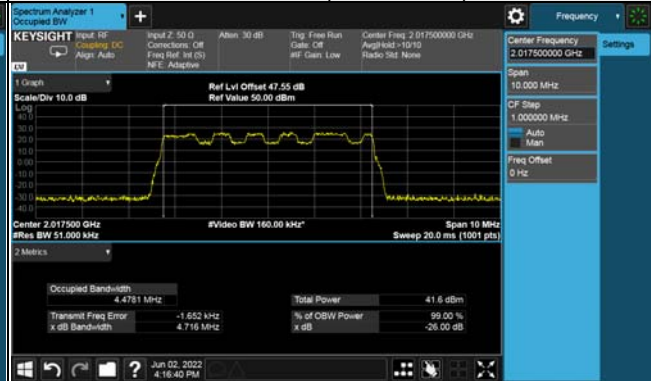 Spectrum Analyzer 1
Occupied BW
Frequency
Settings
KEYSIGHT
Input: RF
Coupling: DC
Align: Auto
Input Z: 50 Ω
Corrections: Off
Freq Ref: Int (S)
NFE: Adaptive
Atten: 30 dB
Trig: Free Run
Gate: Off
#IF Gain: Low
Center Freq: 2.017500000 GHz
Avg|Hold:>10/10
Radio Std: None
Center Frequency
2.017500000 GHz
Span
10.000 MHz
CF Step
1.000000 MHz
Auto
Man
Freq Offset
0 Hz
1 Graph
Scale/Div 10.0 dB
Ref Lvl Offset 47.55 dB
Ref Value 50.00 dBm
Log
40.0
30.0
20.0
10.0
0.00
-10.0
-20.0
-30.0
-40.0
Center 2.017500 GHz
#Res BW 51.000 kHz
#Video BW 160.00 kHz*
Span 10 MHz
Sweep 20.0 ms (1001 pts)
2 Metrics
Occupied Bandwidth
4.4781 MHz
Total Power
41.6 dBm
Transmit Freq Error
-1.652 kHz
% of OBW Power
99.00 %
x dB Bandwidth
4.716 MHz
x dB
-26.00 dB
?
Jun 02, 2022
4:16:40 PM